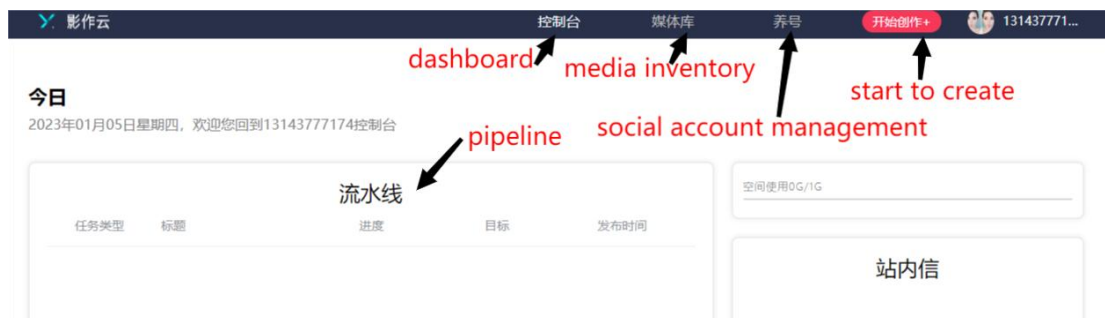 影作云 控制台 媒体库 养号 开始创作+ 131437771...
dashboard media inventory
start to create
今日
2023年01月05日星期四，欢迎您回到13143777174控制台
social account management
pipeline
流水线
空间使用0G/1G
任务类型 标题 进度 目标 发布时间
站内信